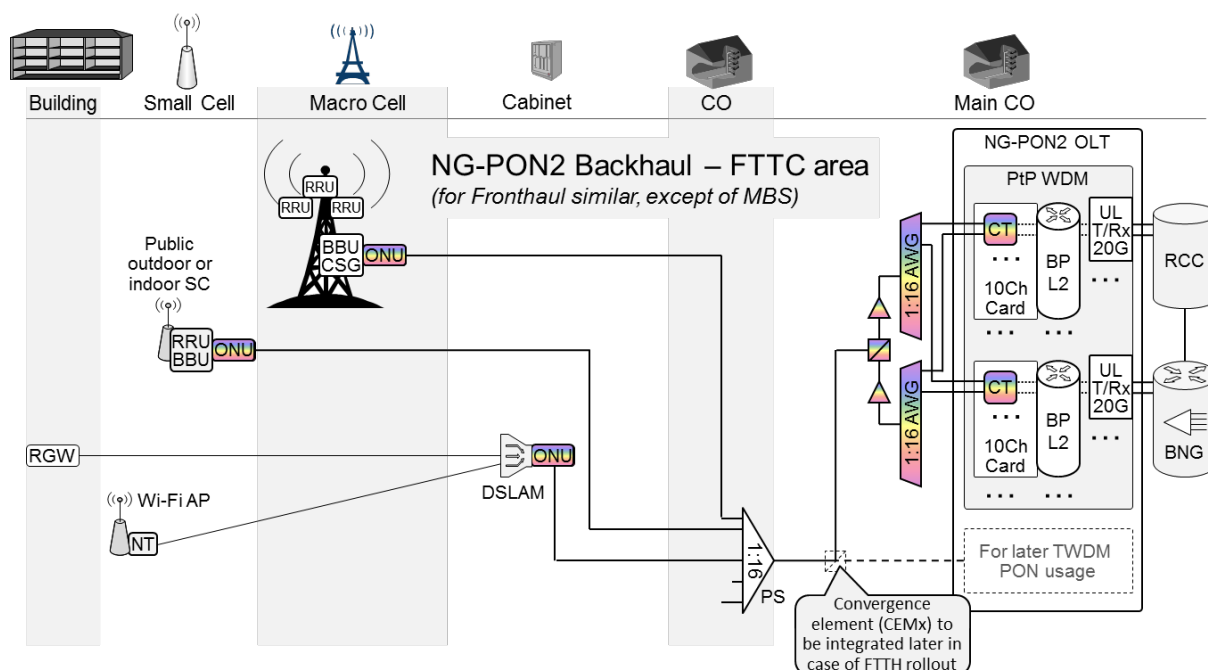 Building
Small Cell
Macro Cell
Cabinet
CO
Main CO
NG-PON2 Backhaul – FTTC area
(for Fronthaul similar, except of MBS)
NG-PON2 OLT
PtP WDM
RRU
RRU
RRU
BBU
CSG
ONU
Public
outdoor or
indoor SC
RRU
BBU
ONU
RGW
Wi-Fi AP
NT
DSLAM
ONU
1:16
PS
1:16 AWG
1:16 AWG
CT
...
10Ch
Card
...
BP
L2
...
UL
T/Rx
20G
...
RCC
CT
...
10Ch
Card
...
BP
L2
...
UL
T/Rx
20G
...
BNG
For later TWDM
PON usage
Convergence
element (CEMx) to
be integrated later in
case of FTTH rollout